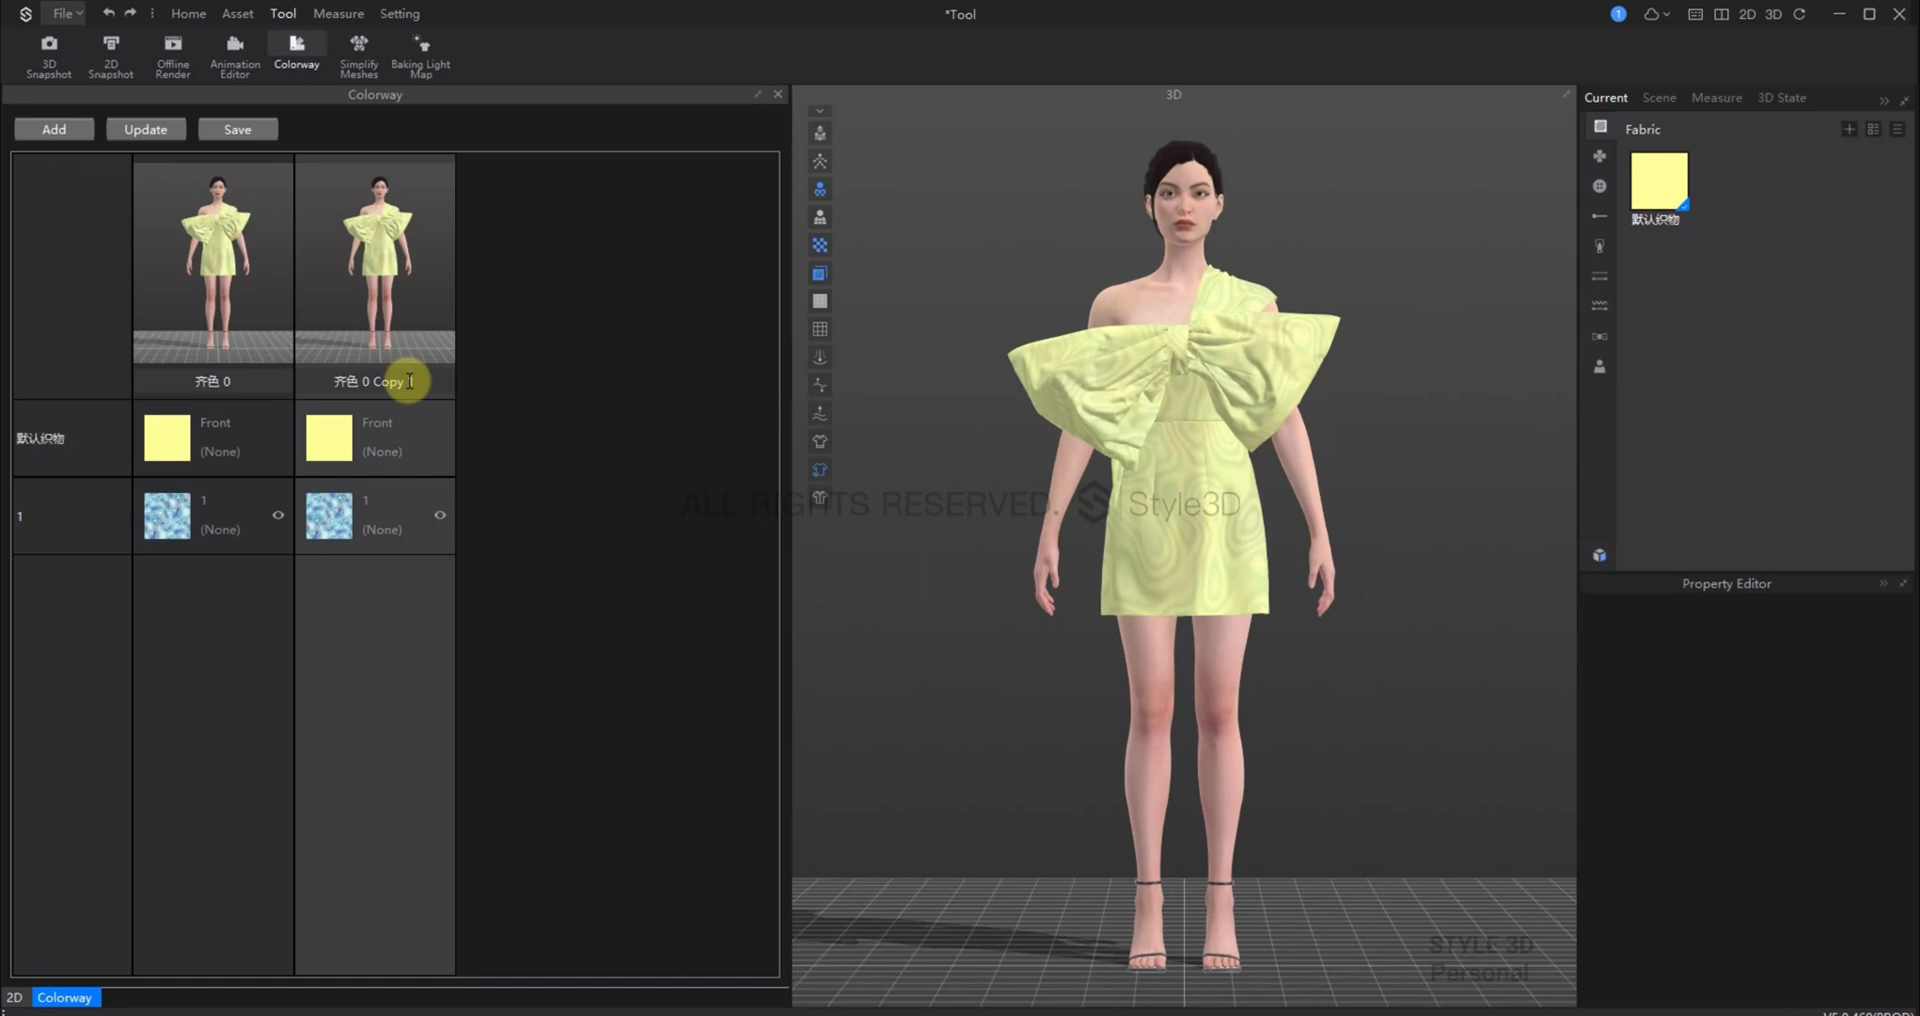 File Home Asset Tool Measure Setting
*Tool
1 2D 3D
3D Snapshot
2D Snapshot
Offline Render
Animation Editor
Colorway
Simplify Meshes
Baking Light Map
Colorway
3D
Current Scene Measure 3D State
Add Update Save
Fabric
默认织物
齐色 0
齐色 0 Copy 1
默认织物
Front
(None)
Front
(None)
1
1
(None)
1
(None)
ALL RIGHTS RESERVED. Style3D
Property Editor
STYLE 3D
Personal
2D Colorway